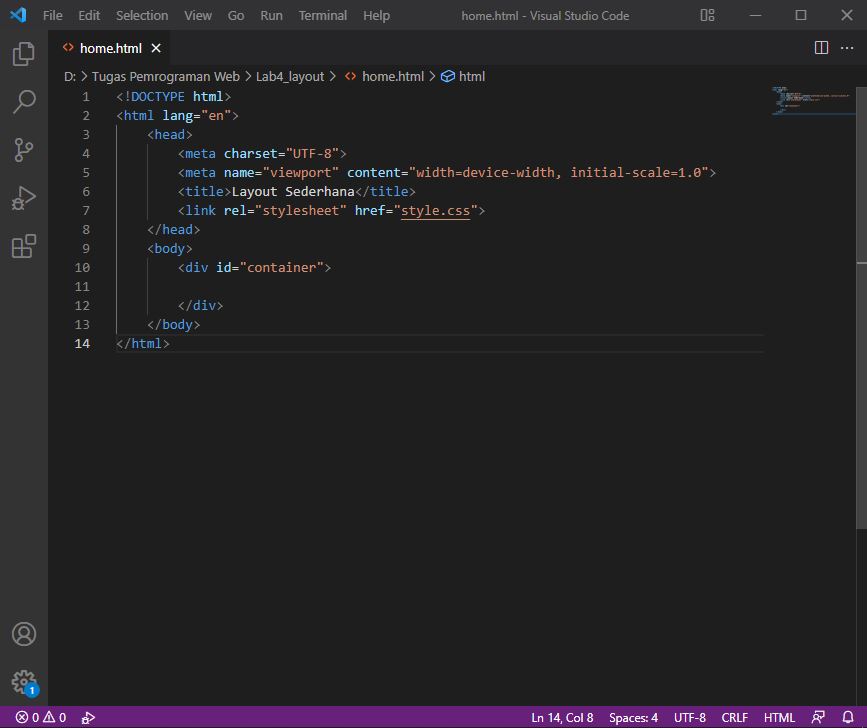 File Edit Selection View Go Run Terminal Help home.html - Visual Studio Code
home.html
D: > Tugas Pemrograman Web > Lab4_layout > home.html > html
1 <!DOCTYPE html>
2 <html lang="en">
3 <head>
4 <meta charset="UTF-8">
5 <meta name="viewport" content="width=device-width, initial-scale=1.0">
6 <title>Layout Sederhana</title>
7 <link rel="stylesheet" href="style.css">
8 </head>
9 <body>
10 <div id="container">
11
12 </div>
13 </body>
14 </html>
1
0 0 Ln 14, Col 8 Spaces: 4 UTF-8 CRLF HTML